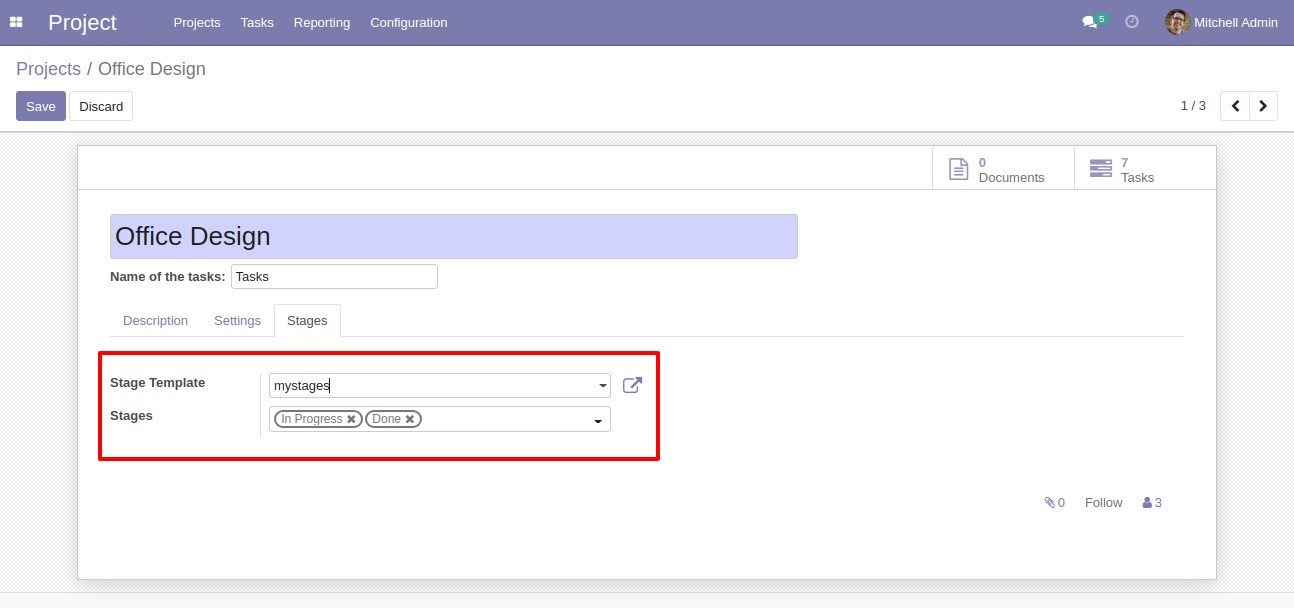 Project Projects Tasks Reporting Configuration 5 Mitchell Admin
Projects / Office Design
Save Discard 1 / 3
0 Documents
7 Tasks
Office Design
Name of the tasks: Tasks
Description Settings Stages
Stage Template mystages
Stages In Progress Done
0 Follow 3